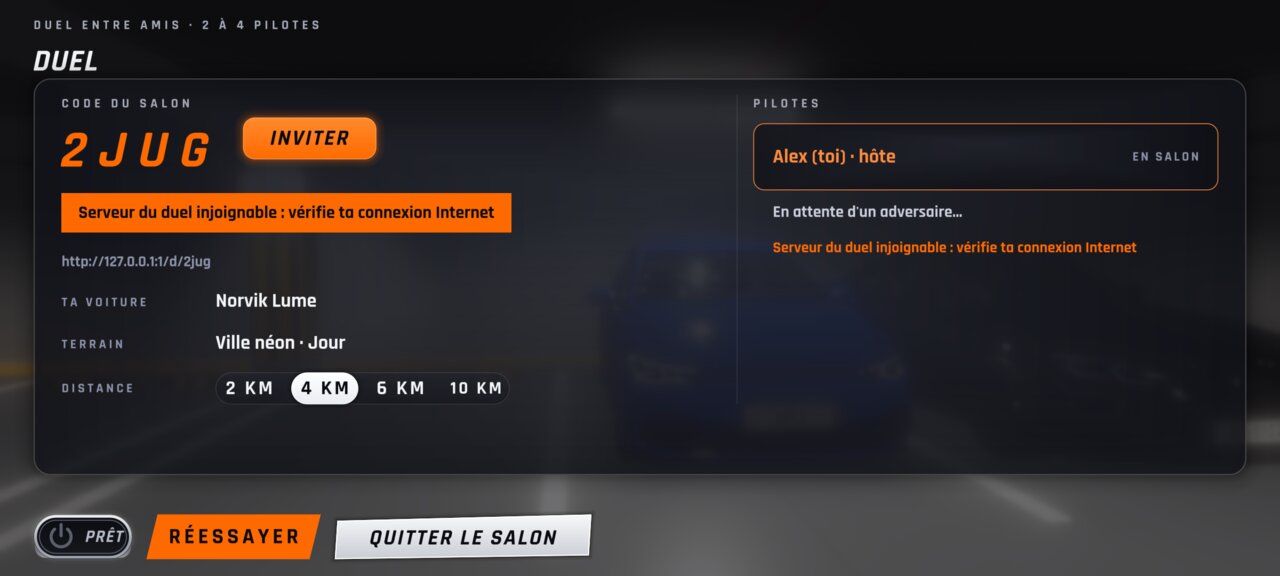 DUEL ENTRE AMIS · 2 À 4 PILOTES
DUEL
CODE DU SALON
2JUG
INVITER
Serveur du duel injoignable : vérifie ta connexion Internet
http://127.0.0.1:1/d/2jug
TA VOITURE Norvik Lume
TERRAIN Ville néon · Jour
DISTANCE 2 KM 4 KM 6 KM 10 KM
PILOTES
Alex (toi) · hôte EN SALON
En attente d'un adversaire...
Serveur du duel injoignable : vérifie ta connexion Internet
PRÊT RÉESSAYER QUITTER LE SALON